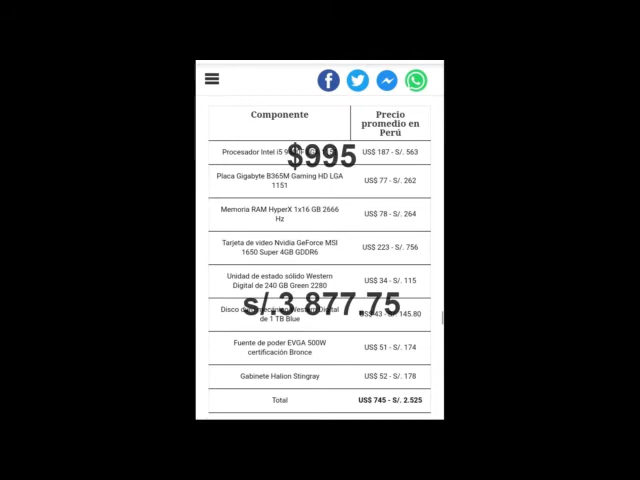 Componente
Precio
promedio en
Perú
Procesador Intel i5
US$ 187 - S/. 563
$995
Placa Gigabyte B365M Gaming HD LGA
1151
US$ 77 - S/. 262
Memoria RAM HyperX 1x16 GB 2666
Hz
US$ 78 - S/. 264
Tarjeta de video Nvidia GeForce MSI
1650 Super 4GB GDDR6
US$ 223 - S/. 756
Unidad de estado sólido Western
Digital de 240 GB Green 2280
US$ 34 - S/. 115
s/.3 877.75
Disco mecánico Western Digital
de 1 TB Blue
US$ 43 - S/. 145.80
Fuente de poder EVGA 500W
certificación Bronce
US$ 51 - S/. 174
Gabinete Halion Stingray
US$ 52 - S/. 178
Total
US$ 745 - S/. 2.525